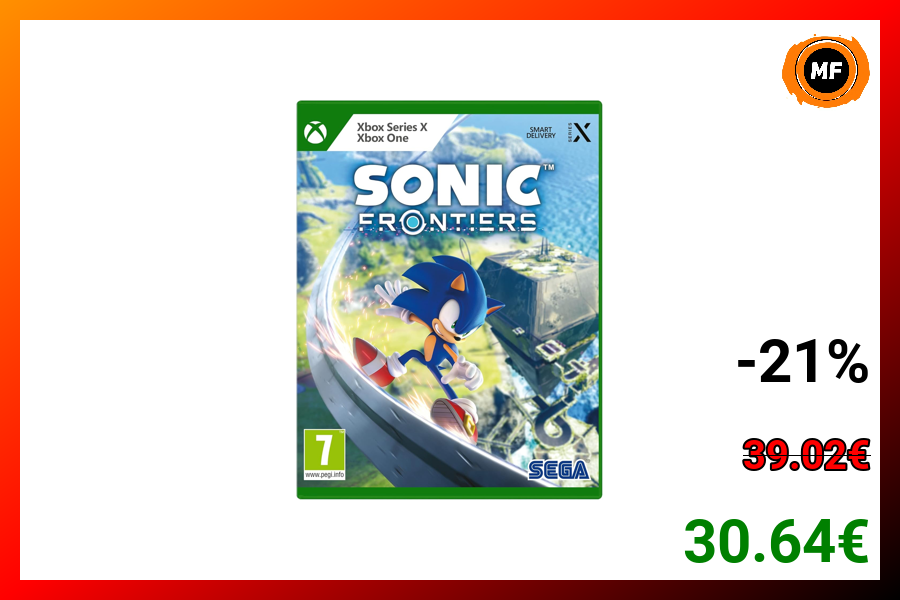 MF
Xbox Series X
Xbox One
SMART
DELIVERY
SERIES X
SONIC™
FRONTIERS
7
www.pegi.info
SEGA
-21%
39.02€
30.64€